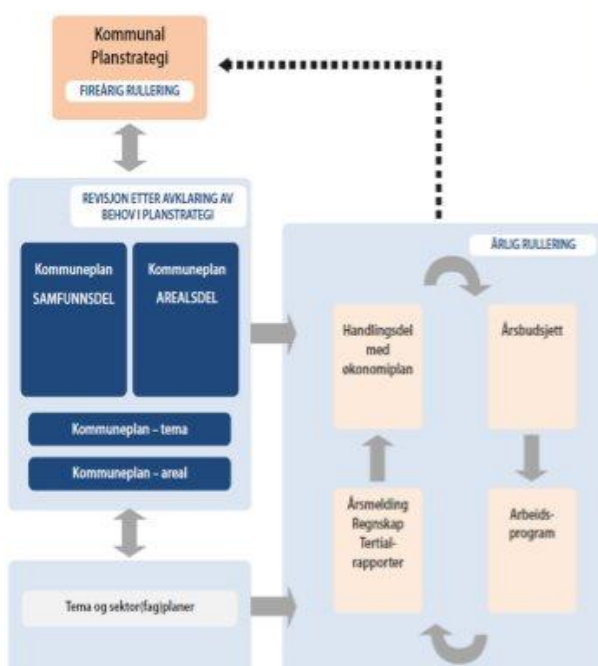 Kommunal
Planstrategi
FIREÅRIG RULLERING
REVISJON ETTER AVKLARING AV
BEHOV I PLANSTRATEGI
Kommuneplan
SAMFUNNSDEL
Kommuneplan
AREALSDEL
Kommuneplan – tema
Kommuneplan – areal
Tema og sektor(fag)planer
ÅRLIG RULLERING
Handlingsdel
med
økonomiplan
Årsbudsjett
Årsmelding
Regnskap
Tertial-
rapporter
Arbeids-
program